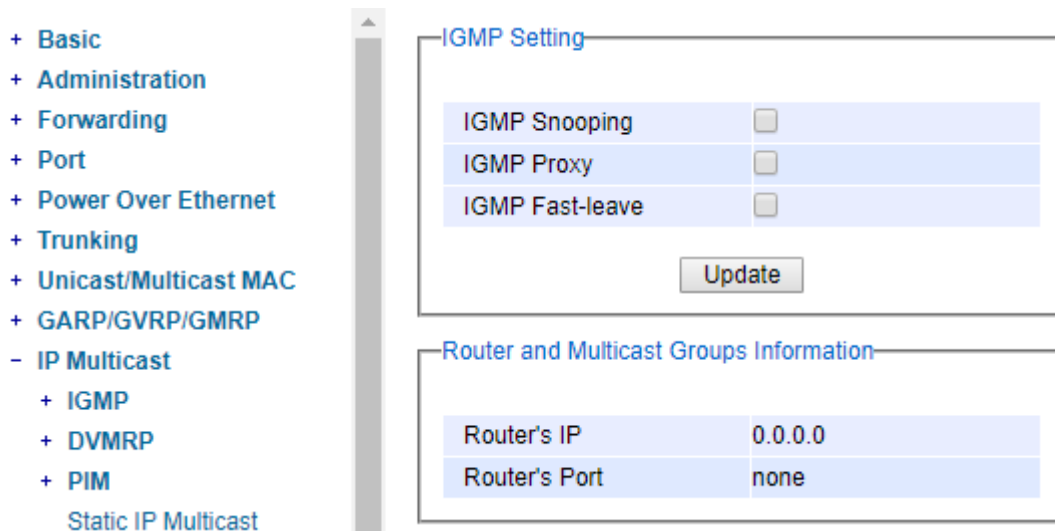 + Basic
+ Administration
+ Forwarding
+ Port
+ Power Over Ethernet
+ Trunking
+ Unicast/Multicast MAC
+ GARP/GVRP/GMRP
- IP Multicast
+ IGMP
+ DVMRP
+ PIM
Static IP Multicast
IGMP Setting
IGMP Snooping
IGMP Proxy
IGMP Fast-leave
Update
Router and Multicast Groups Information
Router's IP 0.0.0.0
Router's Port none